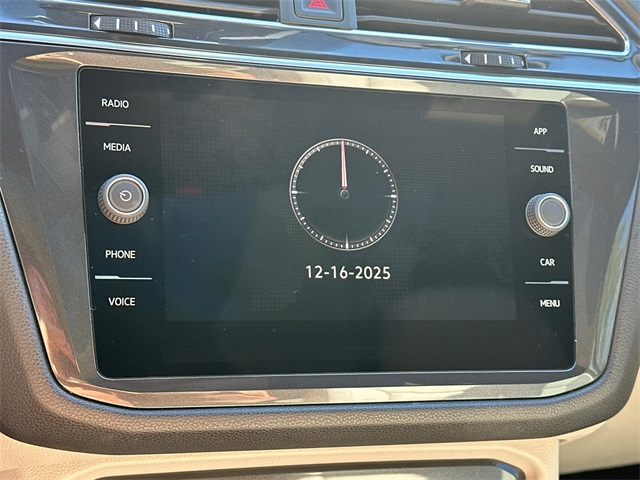 RADIO
MEDIA
PHONE
VOICE
12-16-2025
APP
SOUND
CAR
MENU